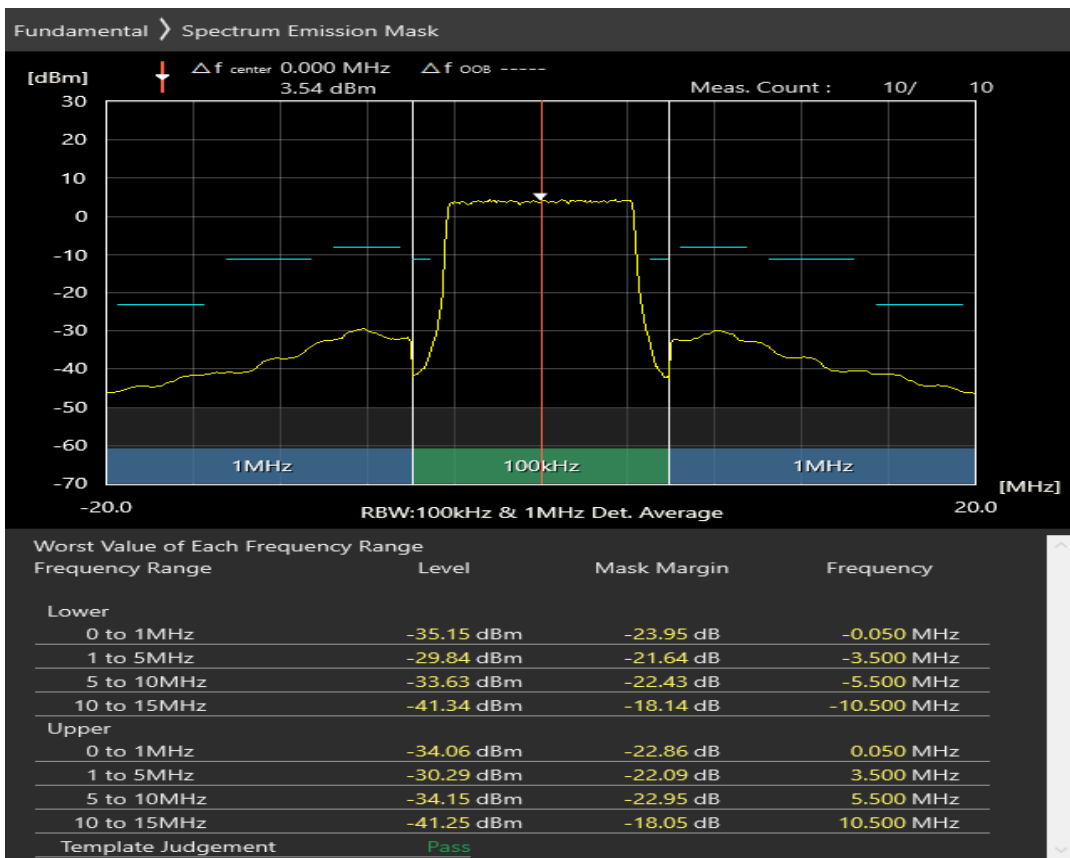 Fundamental ❯ Spectrum Emission Mask
△f center 0.000 MHz △f OOB -----
[dBm] 3.54 dBm Meas. Count : 10/ 10
30
20
10
0
-10
-20
-30
-40
-50
-60
1MHz 100kHz 1MHz
-70
[MHz]
-20.0 RBW:100kHz & 1MHz Det. Average 20.0
Worst Value of Each Frequency Range
Frequency Range Level Mask Margin Frequency
Lower
0 to 1MHz -35.15 dBm -23.95 dB -0.050 MHz
1 to 5MHz -29.84 dBm -21.64 dB -3.500 MHz
5 to 10MHz -33.63 dBm -22.43 dB -5.500 MHz
10 to 15MHz -41.34 dBm -18.14 dB -10.500 MHz
Upper
0 to 1MHz -34.06 dBm -22.86 dB 0.050 MHz
1 to 5MHz -30.29 dBm -22.09 dB 3.500 MHz
5 to 10MHz -34.15 dBm -22.95 dB 5.500 MHz
10 to 15MHz -41.25 dBm -18.05 dB 10.500 MHz
Template Judgement Pass